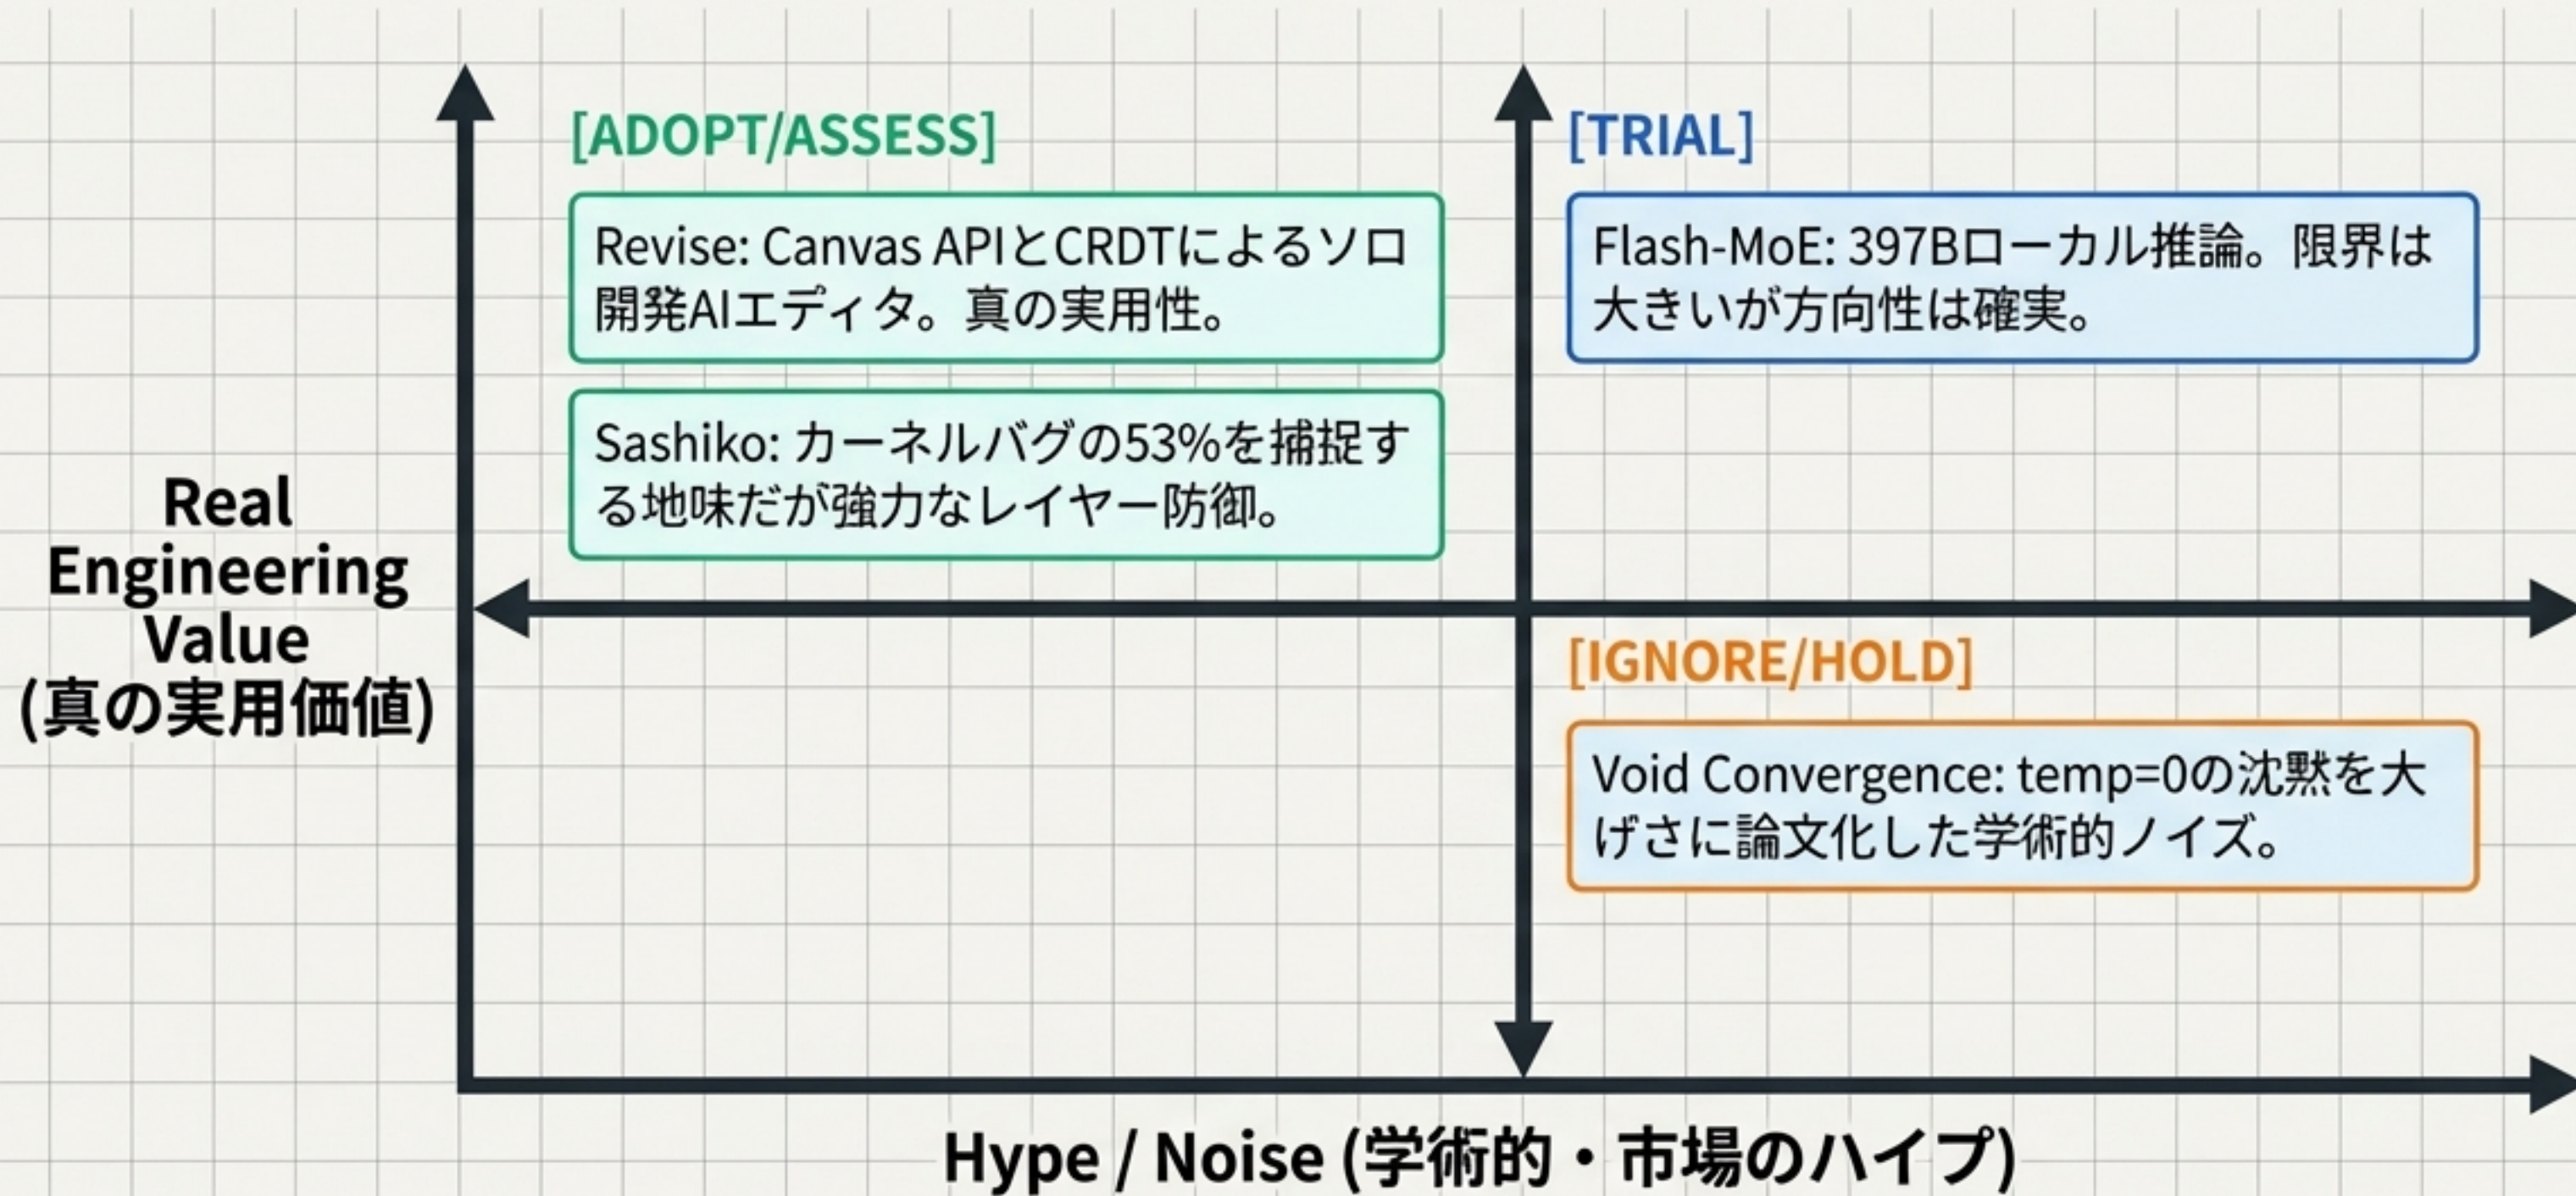 [ADOPT/ASSESS]
Revise: Canvas APIとCRDTによるソロ
開発AIエディタ。真の実用性。
Sashiko: カーネルバグの53%を捕捉す
る地味だが強力なレイヤー防御。
[TRIAL]
Flash-MoE: 397Bローカル推論。限界は
大きいが方向性は確実。
Real
Engineering
Value
(真の実用価値)
[IGNORE/HOLD]
Void Convergence: temp=0の沈黙を大
げさに論文化した学術的ノイズ。
Hype / Noise (学術的・市場のハイプ)